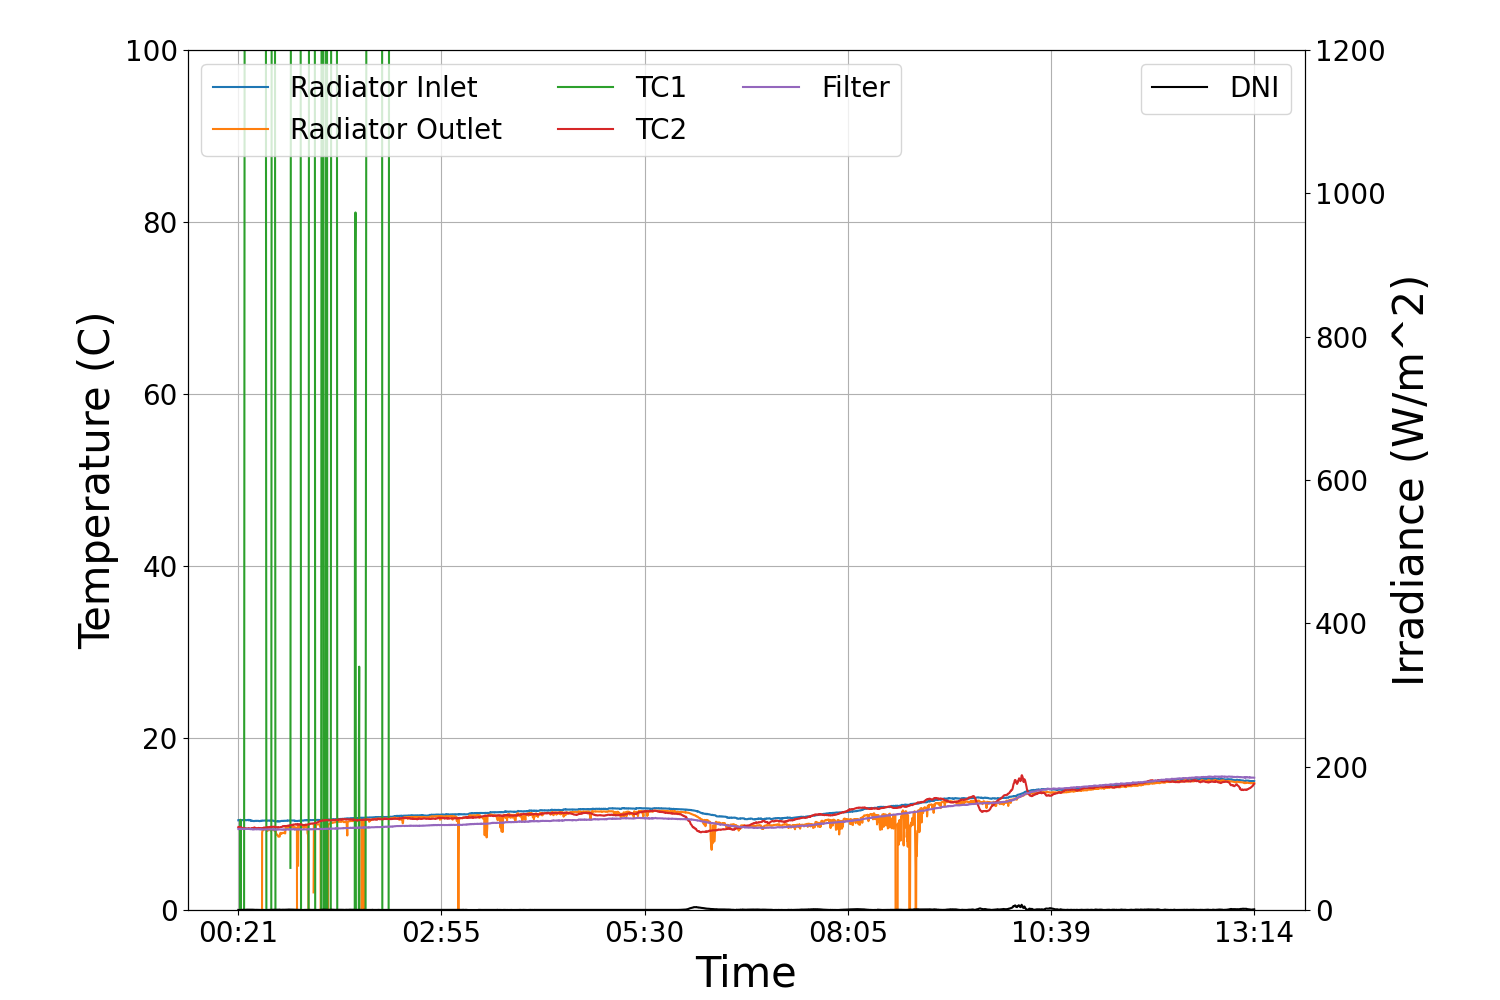 100
80
60
40
20
0
Temperature (C)
Radiator Inlet
Radiator Outlet
TC1
TC2
Filter
DNI
1200
1000
800
600
400
200
0
Irradiance (W/m^2)
00:21 02:55 05:30 08:05 10:39 13:14
Time